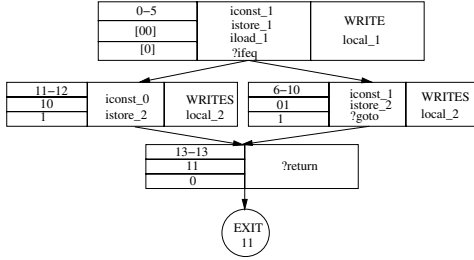 0−5
[00]
[0]
iconst_1
istore_1
iload_1
?ifeq
WRITE
local_1
11−12
10
1
iconst_0
istore_2
WRITES
local_2
6−10
01
1
iconst_1
istore_2
?goto
WRITES
local_2
13−13
11
0
?return
EXIT
11